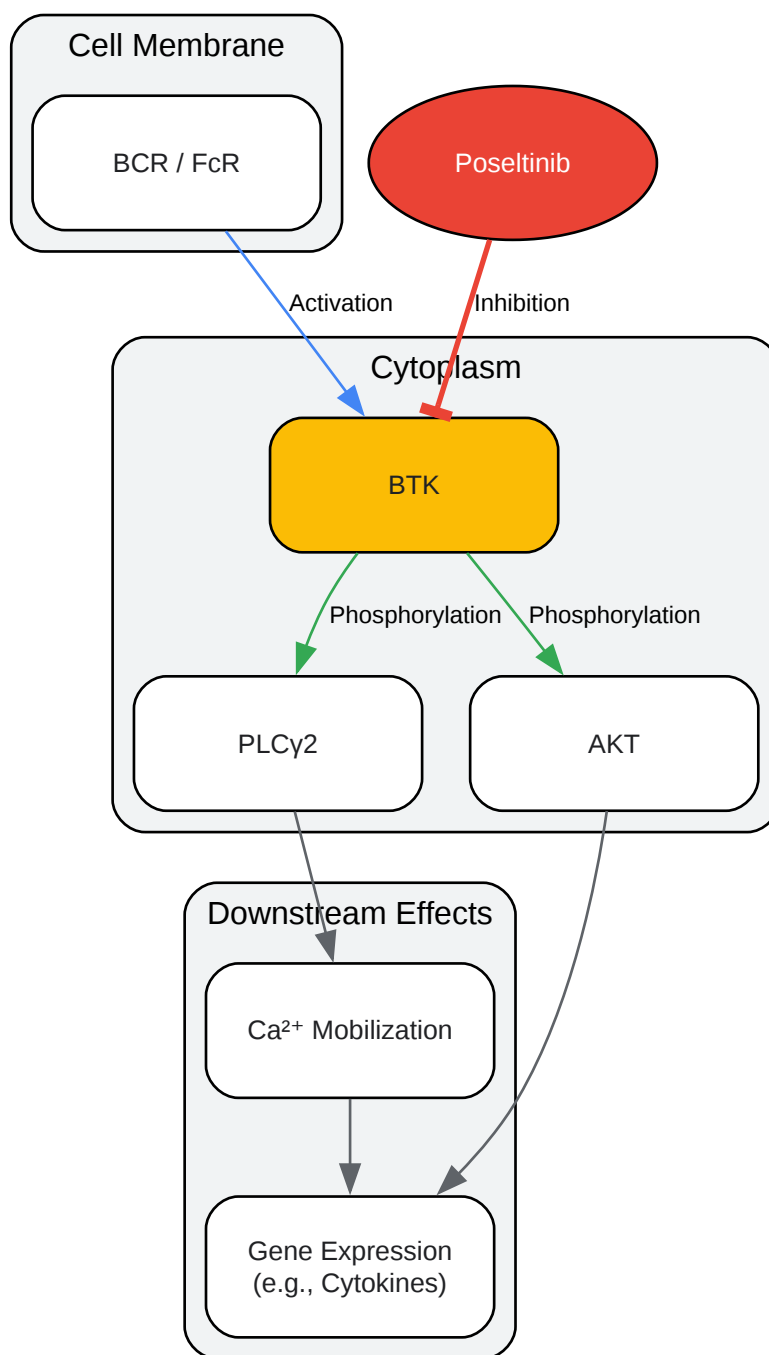 Cell Membrane
BCR / FcR
Poseltinib
Activation
Inhibition
Cytoplasm
BTK
Phosphorylation
Phosphorylation
PLCγ2
AKT
Downstream Effects
Ca²⁺ Mobilization
Gene Expression
(e.g., Cytokines)